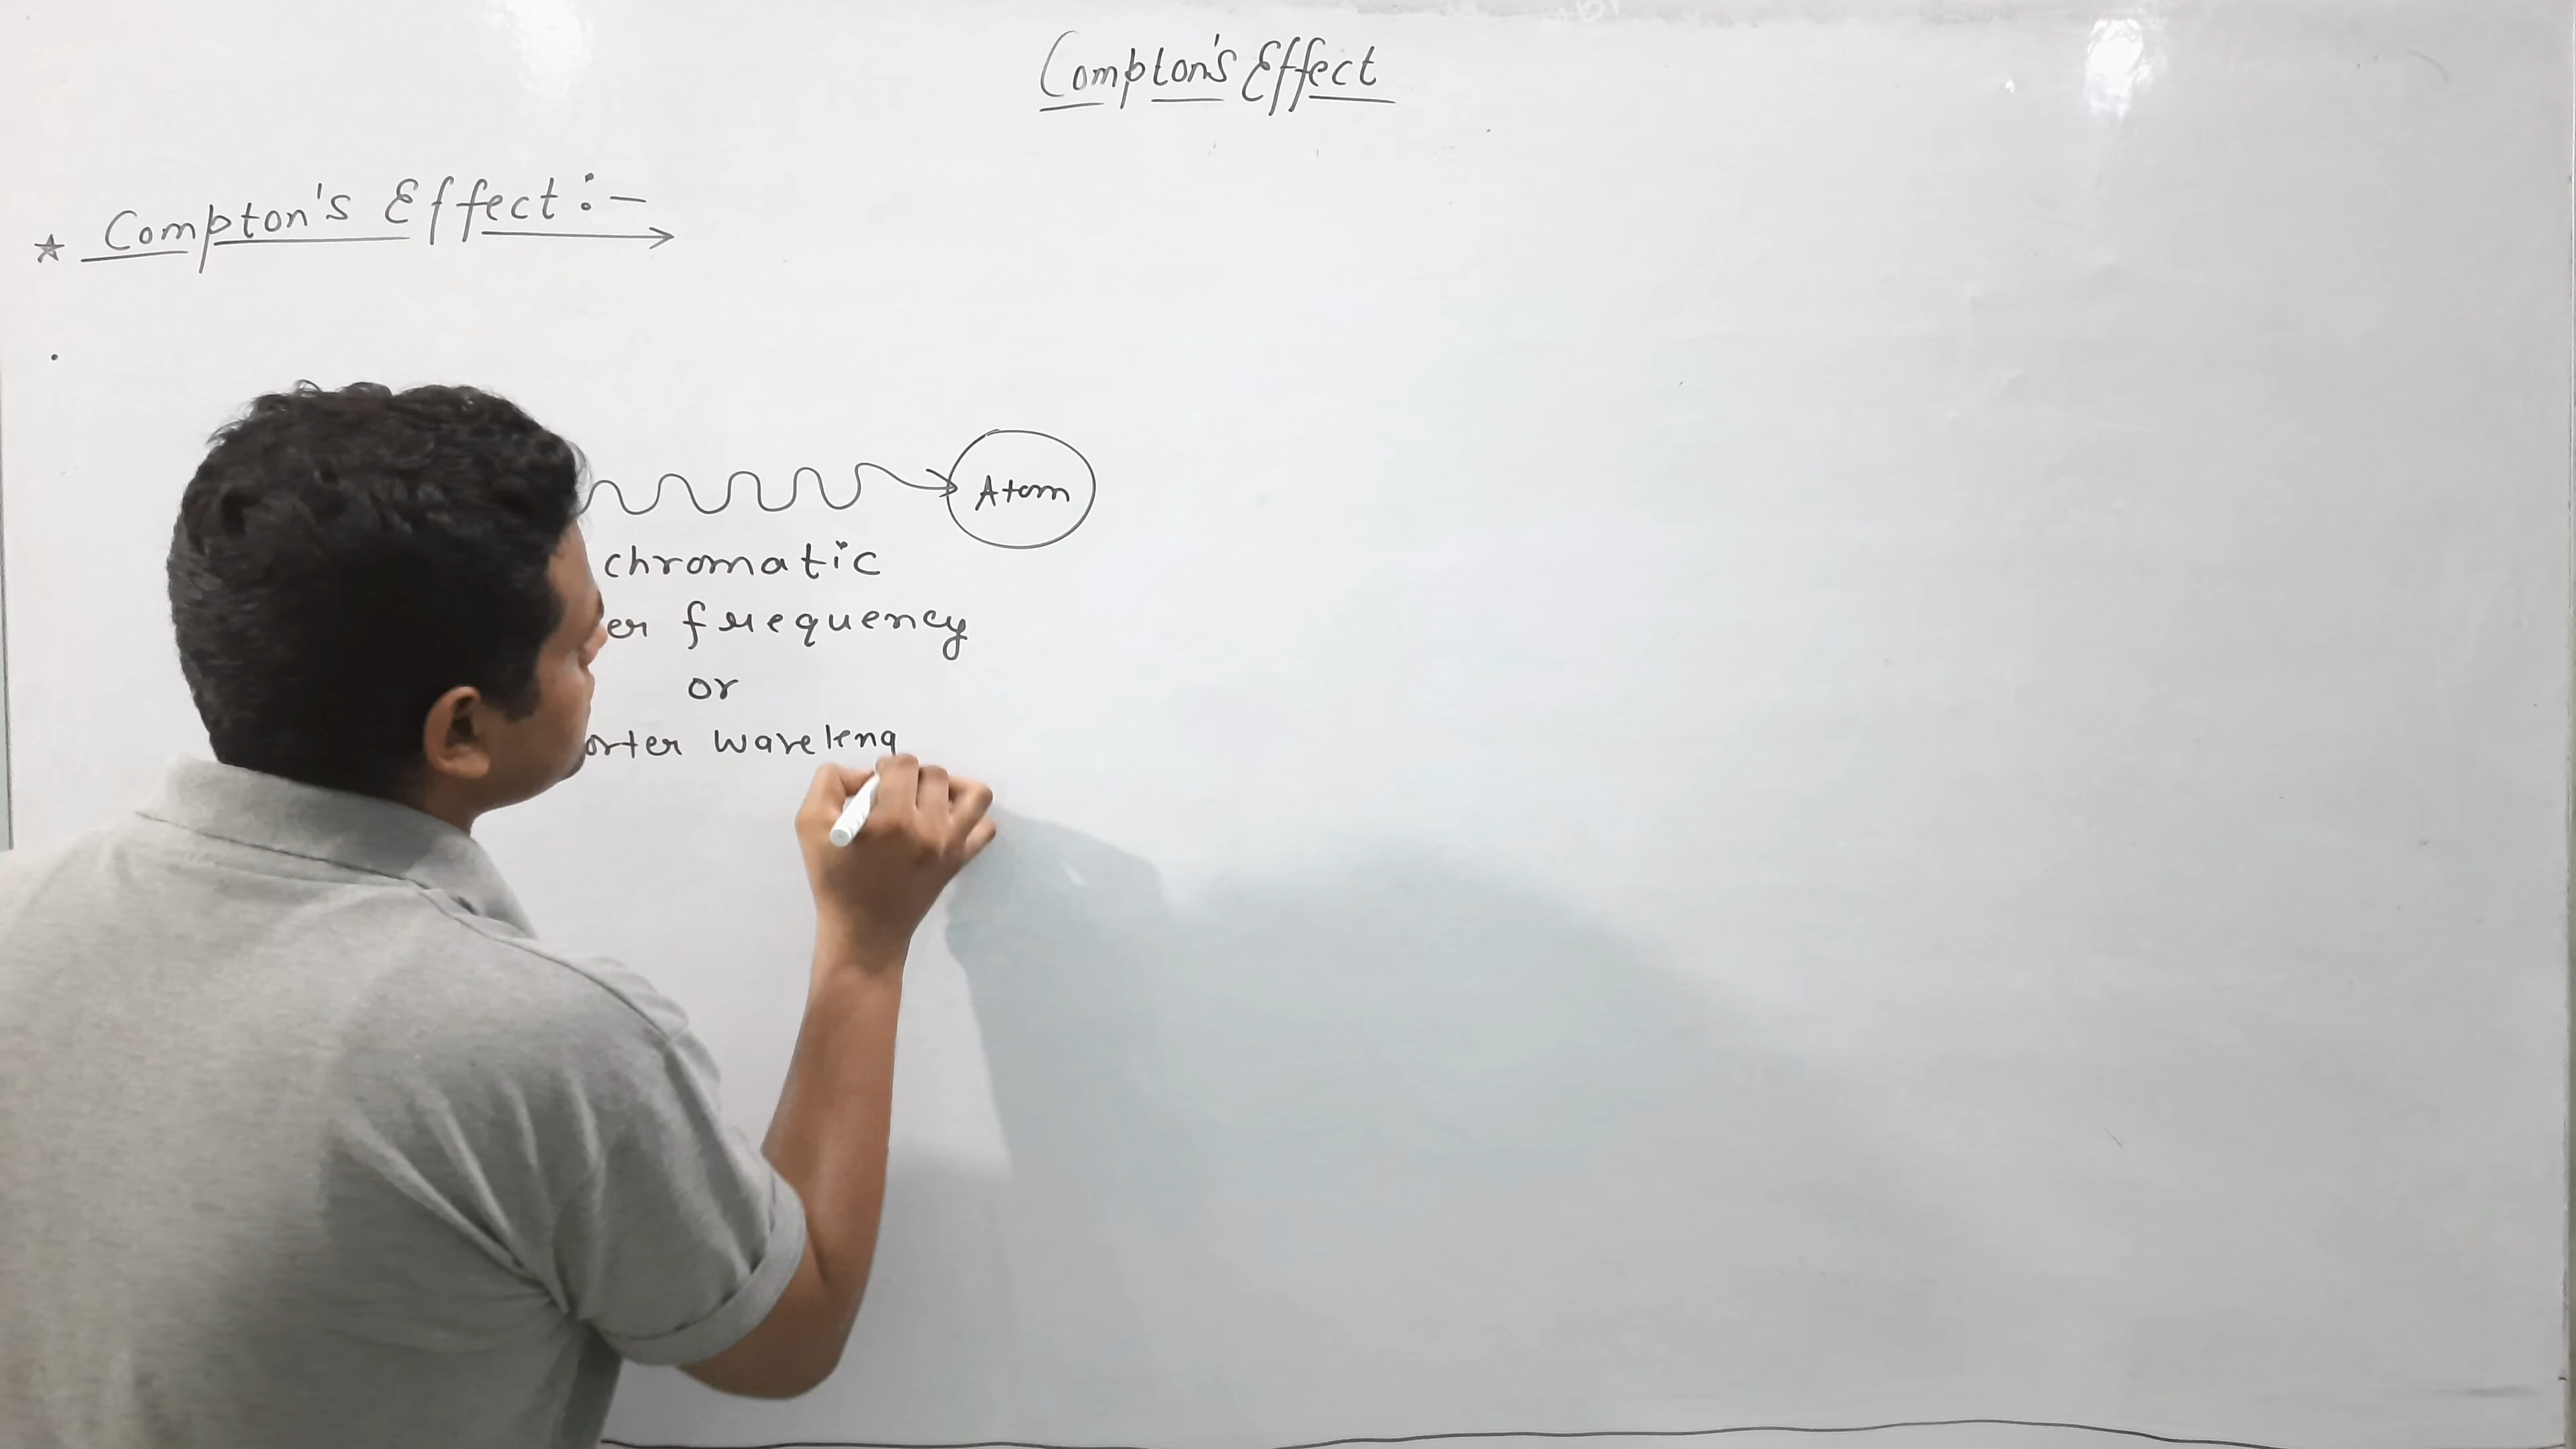 Compton's Effect
★ Compton's Effect :-
Atom
chromatic
er frequency
or
orter waveleng